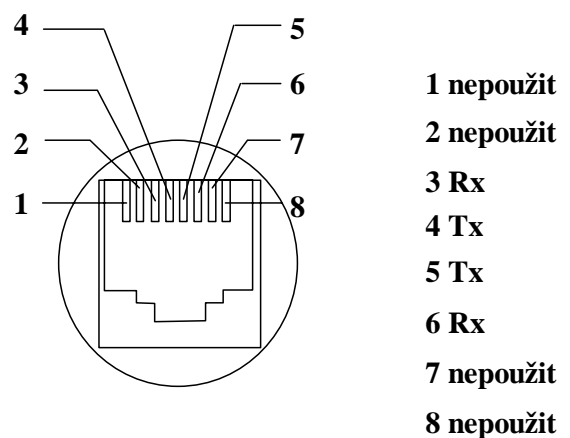 4
3
2
1
5
6
7
8
1 nepoužit
2 nepoužit
3 Rx
4 Tx
5 Tx
6 Rx
7 nepoužit
8 nepoužit